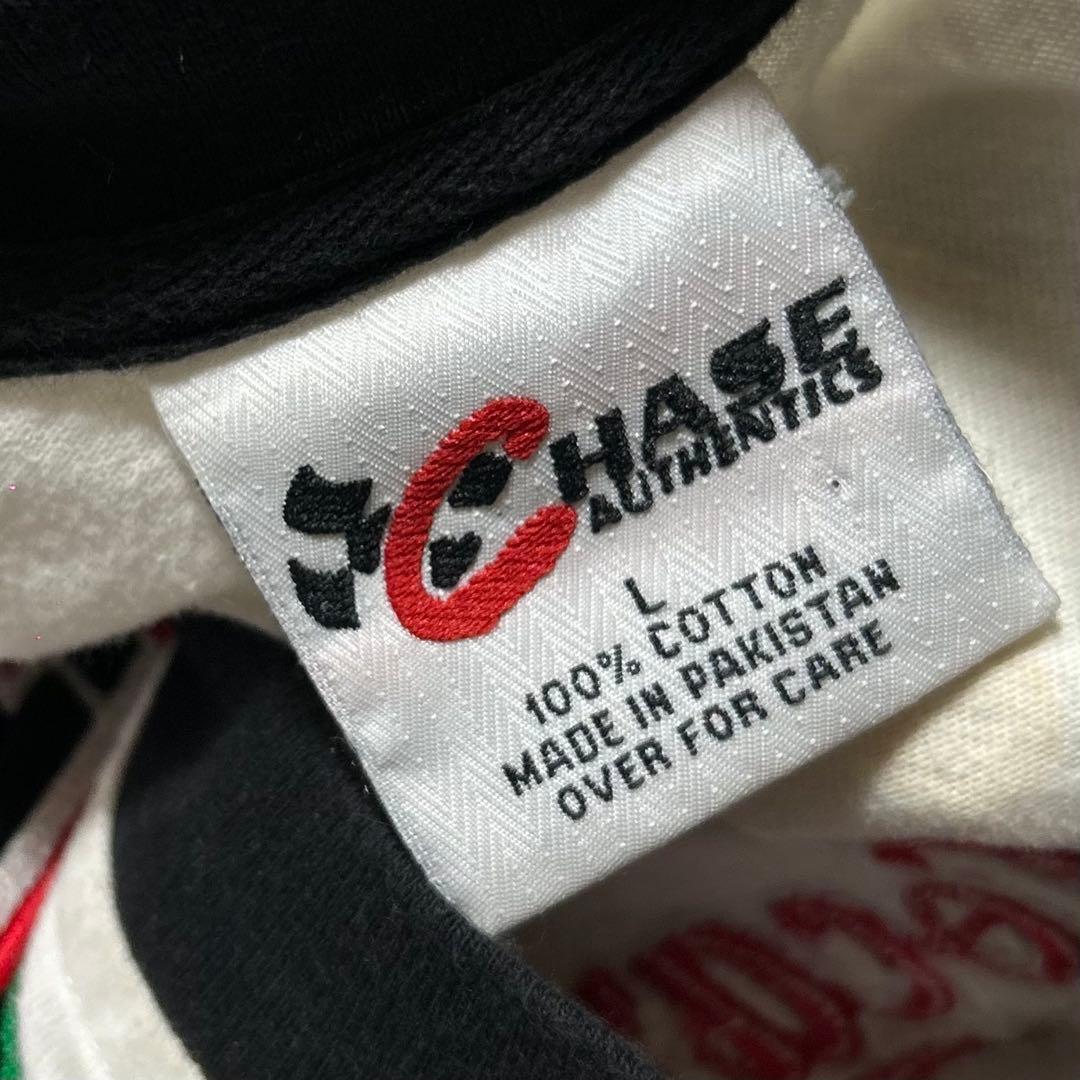 CHASE
AUTHENTICS
L
100% COTTON
MADE IN PAKISTAN
OVER FOR CARE